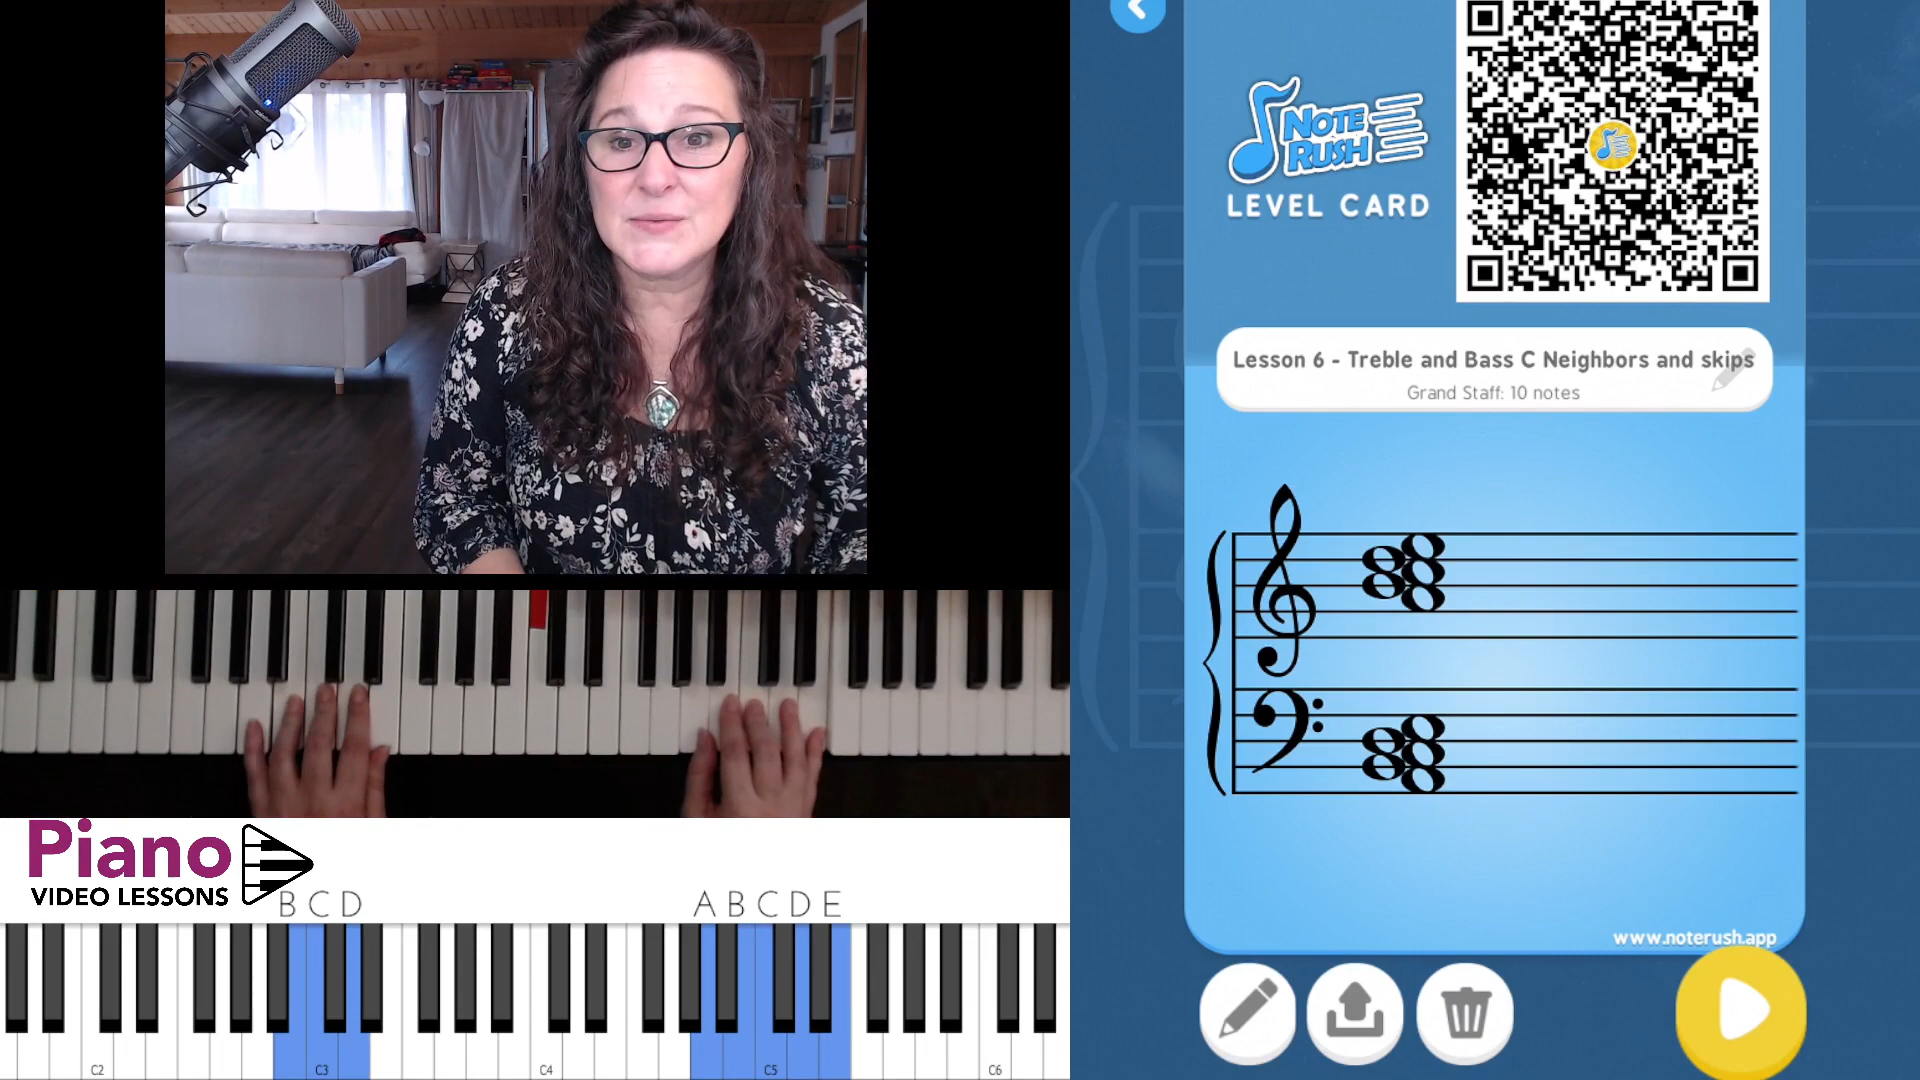 NOTE
RUSH
LEVEL CARD
Lesson 6 - Treble and Bass C Neighbors and skips
Grand Staff: 10 notes
www.noterush.app
Piano
VIDEO LESSONS
B C D
A B C D E
C2
C3
C4
C5
C6